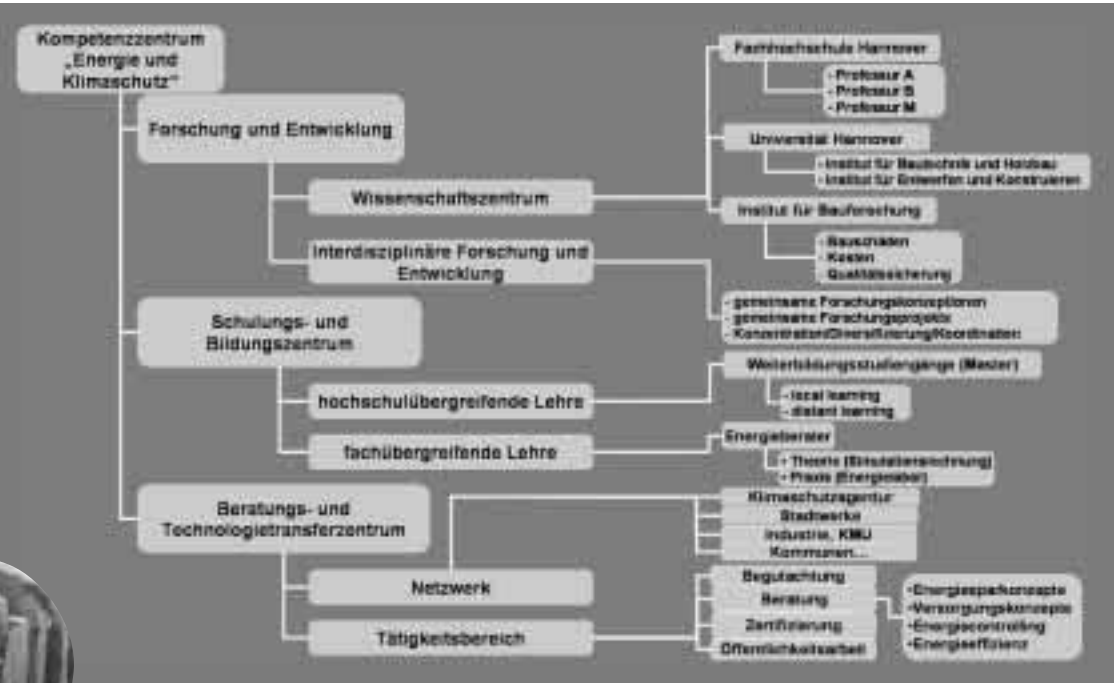 Kompetenzzentrum
„Energie und
Klimaschutz"
Forschung und Entwicklung
Wissenschaftszentrum
Interdisziplinäre Forschung und
Entwicklung
Schulungs- und
Bildungszentrum
hochschulübergreifende Lehre
fachübergreifende Lehre
Beratungs- und
Technologietransferzentrum
Netzwerk
Tätigkeitsbereich
Fachhochschule Hannover
- Professur A
- Professur B
- Professur M
Universität Hannover
- Institut für Bautechnik und Holzbau
- Institut für Entwerfen und Konstruieren
Institut für Bauforschung
- Bauschäden
- Kosten
- Qualitätssicherung
- gemeinsame Forschungskonzeptionen
- gemeinsame Forschungsprojekte
- Konzentration/Diversifizierung/Koordination
Weiterbildungsstudiengänge (Master)
- local learning
- distant learning
Energieberater
- Theorie (Simulationsrechnung)
- Praxis (Energielabor)
Klimaschutzagentur
Stadtwerke
Industrie, KMU
Kommunen...
Begutachtung
Beratung
Zertifizierung
Öffentlichkeitsarbeit
•Energiesparkonzepte
•Versorgungskonzepte
•Energiecontrolling
•Energieeffizienz